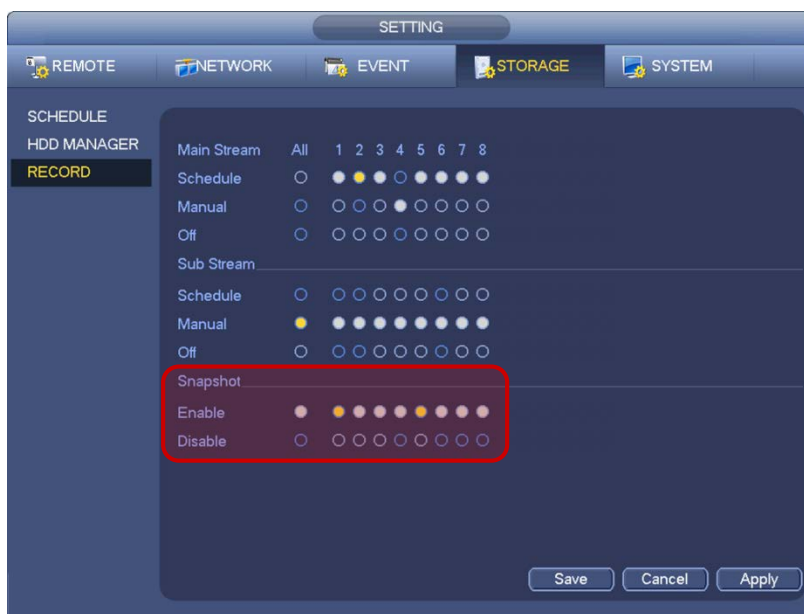 SETTING
REMOTE NETWORK EVENT STORAGE SYSTEM
SCHEDULE
HDD MANAGER
RECORD
Main Stream All 1 2 3 4 5 6 7 8
Schedule
Manual
Off
Sub Stream
Schedule
Manual
Off
Snapshot
Enable
Disable
Save Cancel Apply